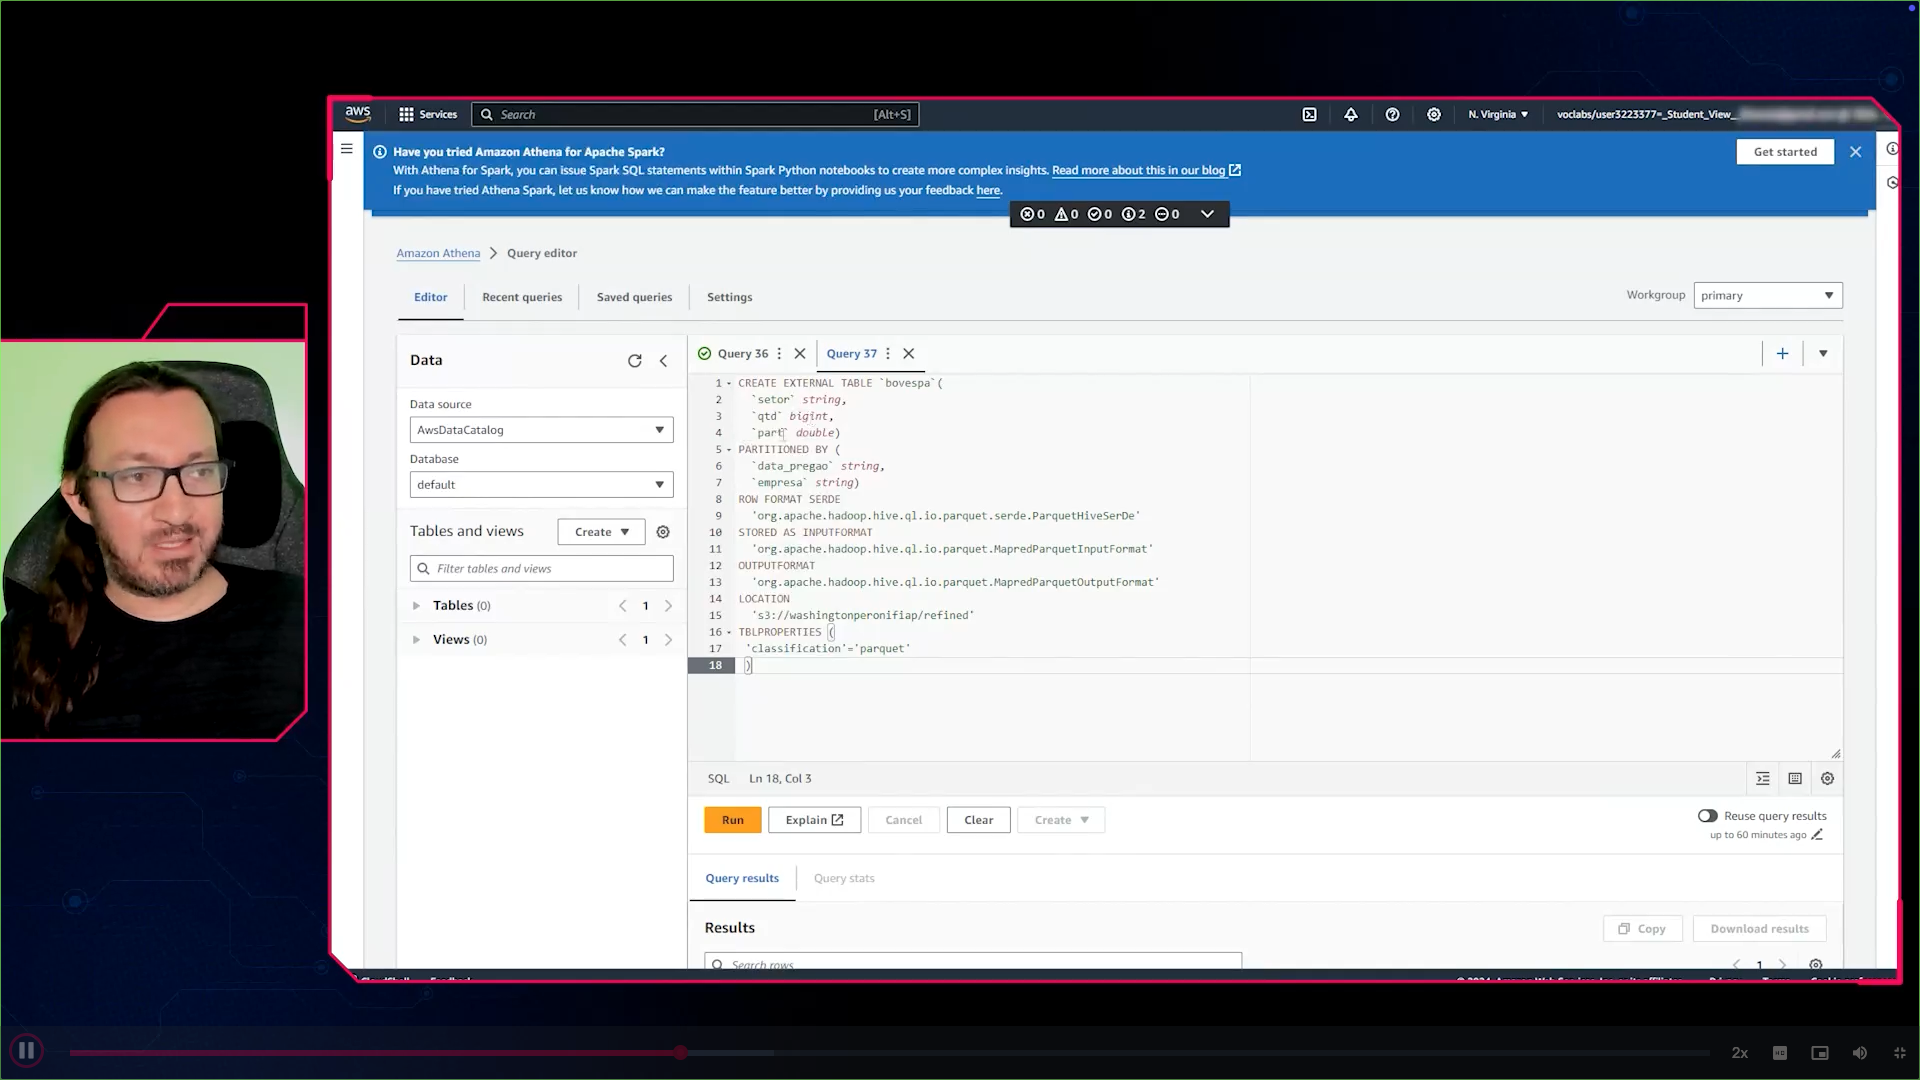 aws
Services
Search
[Alt+S]
N. Virginia
voclabs/user3223377=_Student_View_
Have you tried Amazon Athena for Apache Spark?
With Athena for Spark, you can issue Spark SQL statements within Spark Python notebooks to create more complex insights. Read more about this in our blog
If you have tried Athena Spark, let us know how we can make the feature better by providing us your feedback here.
Get started
0 0 0 2 0
Amazon Athena > Query editor
Editor
Recent queries
Saved queries
Settings
Workgroup
primary
Data
Data source
AwsDataCatalog
Database
default
Tables and views
Create
Filter tables and views
Tables (0)
1
Views (0)
1
Query 36
Query 37
1 CREATE EXTERNAL TABLE `bovespa`(
2 `setor` string,
3 `qtd` bigint,
4 `part` double)
5 PARTITIONED BY (
6 `data_pregao` string,
7 `empresa` string)
8 ROW FORMAT SERDE
9 'org.apache.hadoop.hive.ql.io.parquet.serde.ParquetHiveSerDe'
10 STORED AS INPUTFORMAT
11 'org.apache.hadoop.hive.ql.io.parquet.MapredParquetInputFormat'
12 OUTPUTFORMAT
13 'org.apache.hadoop.hive.ql.io.parquet.MapredParquetOutputFormat'
14 LOCATION
15 's3://washingtonperonifiap/refined'
16 TBLPROPERTIES (
17 'classification'='parquet'
18 )
SQL
Ln 18, Col 3
Run
Explain
Cancel
Clear
Create
Reuse query results
up to 60 minutes ago
Query results
Query stats
Results
Copy
Download results
Search rows
1
2x